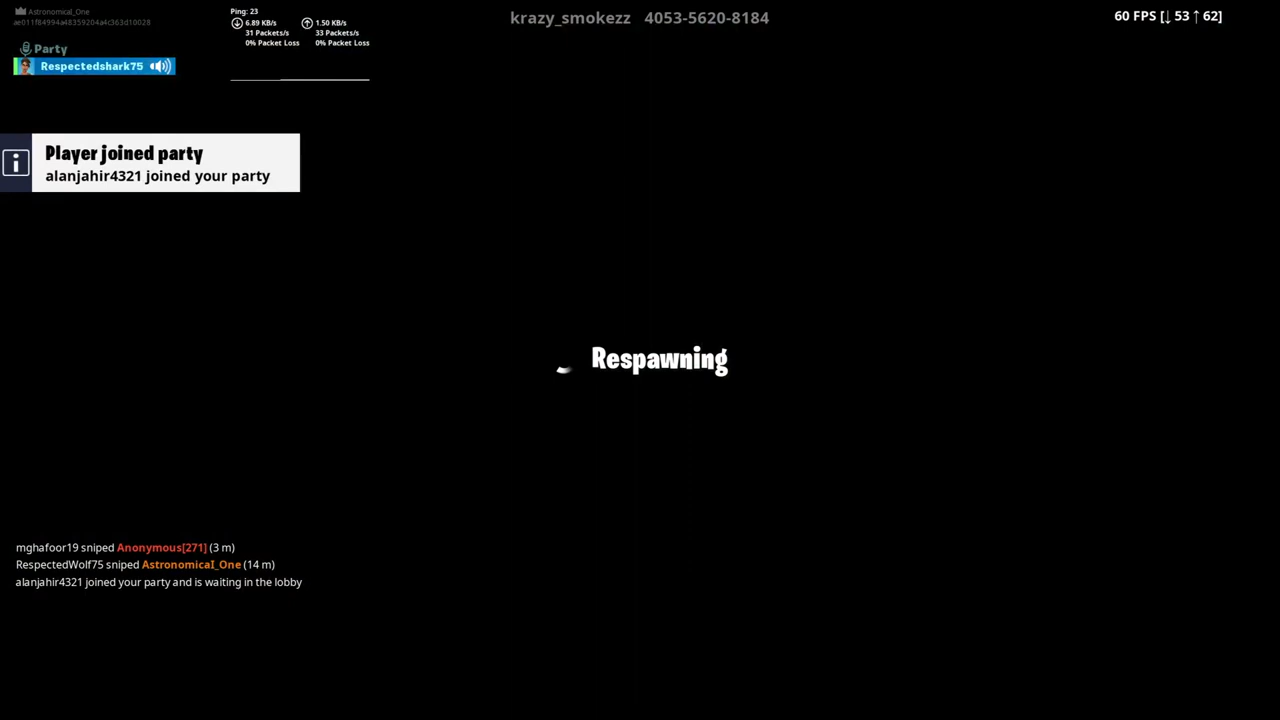 Astronomical_One
ae011f84994a48359204a4c363d10028
Ping: 23
6.89 KB/s
1.50 KB/s
31 Packets/s
33 Packets/s
0% Packet Loss
0% Packet Loss
krazy_smokezz 4053-5620-8184
60 FPS [↓ 53 ↑ 62]
Party
Respectedshark75
Player joined party
alanjahir4321 joined your party
Respawning
mghafoor19 sniped Anonymous[271] (3 m)
RespectedWolf75 sniped AstronomicaI_One (14 m)
alanjahir4321 joined your party and is waiting in the lobby